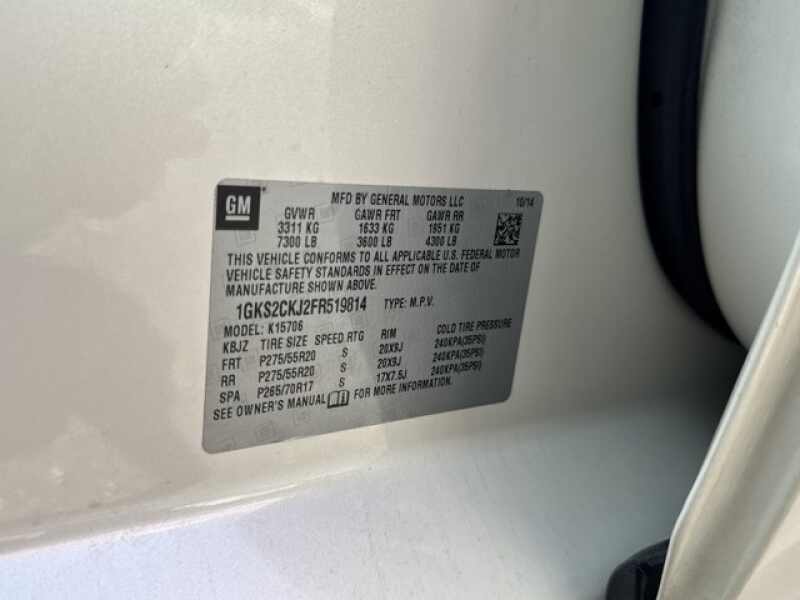 GM
MFD BY GENERAL MOTORS LLC 10/14
GVWR GAWR FRT GAWR RR
3311 KG 1633 KG 1951 KG
7300 LB 3600 LB 4300 LB
THIS VEHICLE CONFORMS TO ALL APPLICABLE U.S. FEDERAL MOTOR
VEHICLE SAFETY STANDARDS IN EFFECT ON THE DATE OF
MANUFACTURE SHOWN ABOVE.
1GKS2CKJ2FR519814 TYPE: M.P.V.
MODEL: K15706
KBJZ TIRE SIZE SPEED RTG RIM COLD TIRE PRESSURE
FRT P275/55R20 S 20X9J 240KPA(35PSI)
RR P275/55R20 S 20X9J 240KPA(35PSI)
SPA P265/70R17 S 17X7.5J 240KPA(35PSI)
SEE OWNER'S MANUAL FOR MORE INFORMATION.